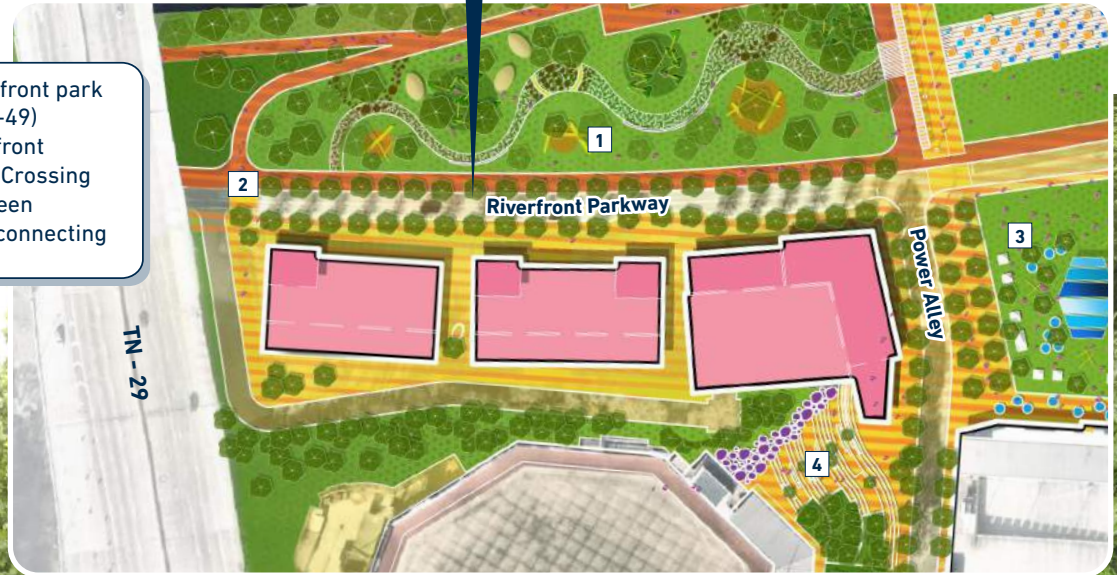 front park
-49)
front
Crossing
een
connecting
1
2
Riverfront Parkway
3
Power Alley
TN - 29
4